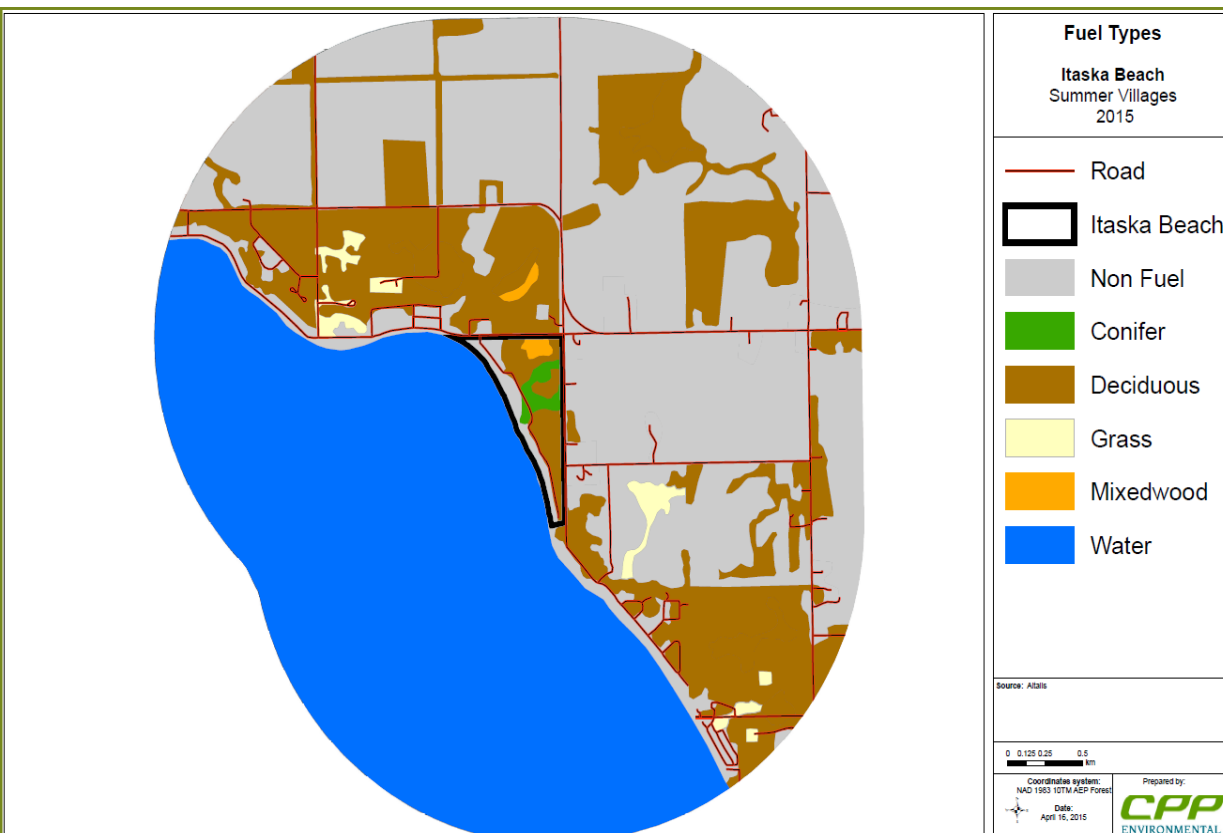 Fuel Types
Itaska Beach
Summer Villages
2015
Road
Itaska Beach
Non Fuel
Conifer
Deciduous
Grass
Mixedwood
Water
Source: Altalis
0 0.125 0.25 0.5
km
Coordinates system:
NAD 1983 10TM AEP Forest
Date:
April 16, 2015
Prepared by:
CPP
ENVIRONMENTAL